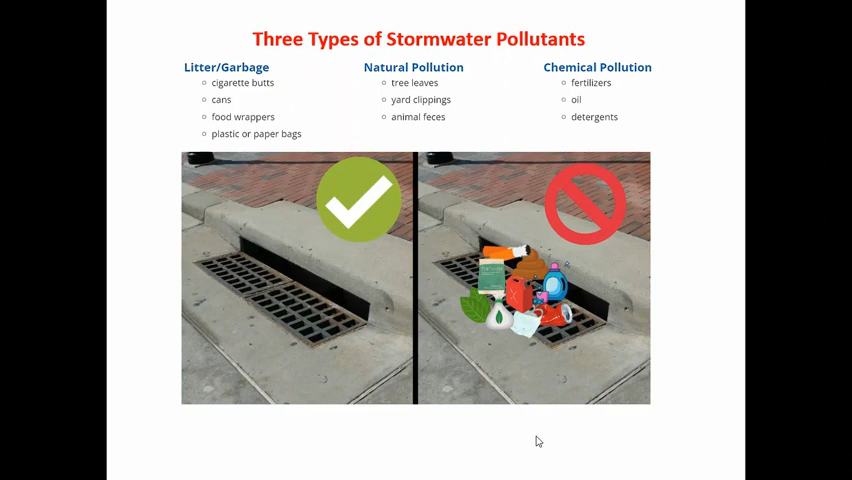 Three Types of Stormwater Pollutants
Litter/Garbage
cigarette butts
cans
food wrappers
plastic or paper bags
Natural Pollution
tree leaves
yard clippings
animal feces
Chemical Pollution
fertilizers
oil
detergents